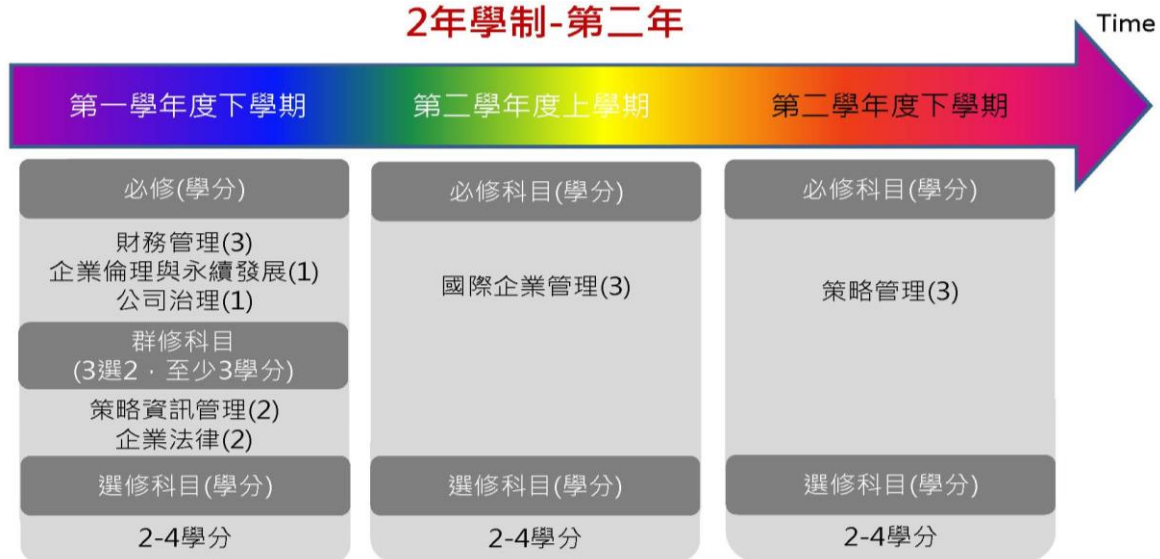 2年學制-第二年
Time
第一學年度下學期
第二學年度上學期
第二學年度下學期
必修(學分)
財務管理(3)
企業倫理與永續發展(1)
公司治理(1)
群修科目
(3選2，至少3學分)
策略資訊管理(2)
企業法律(2)
選修科目(學分)
2-4學分
必修科目(學分)
國際企業管理(3)
選修科目(學分)
2-4學分
必修科目(學分)
策略管理(3)
選修科目(學分)
2-4學分